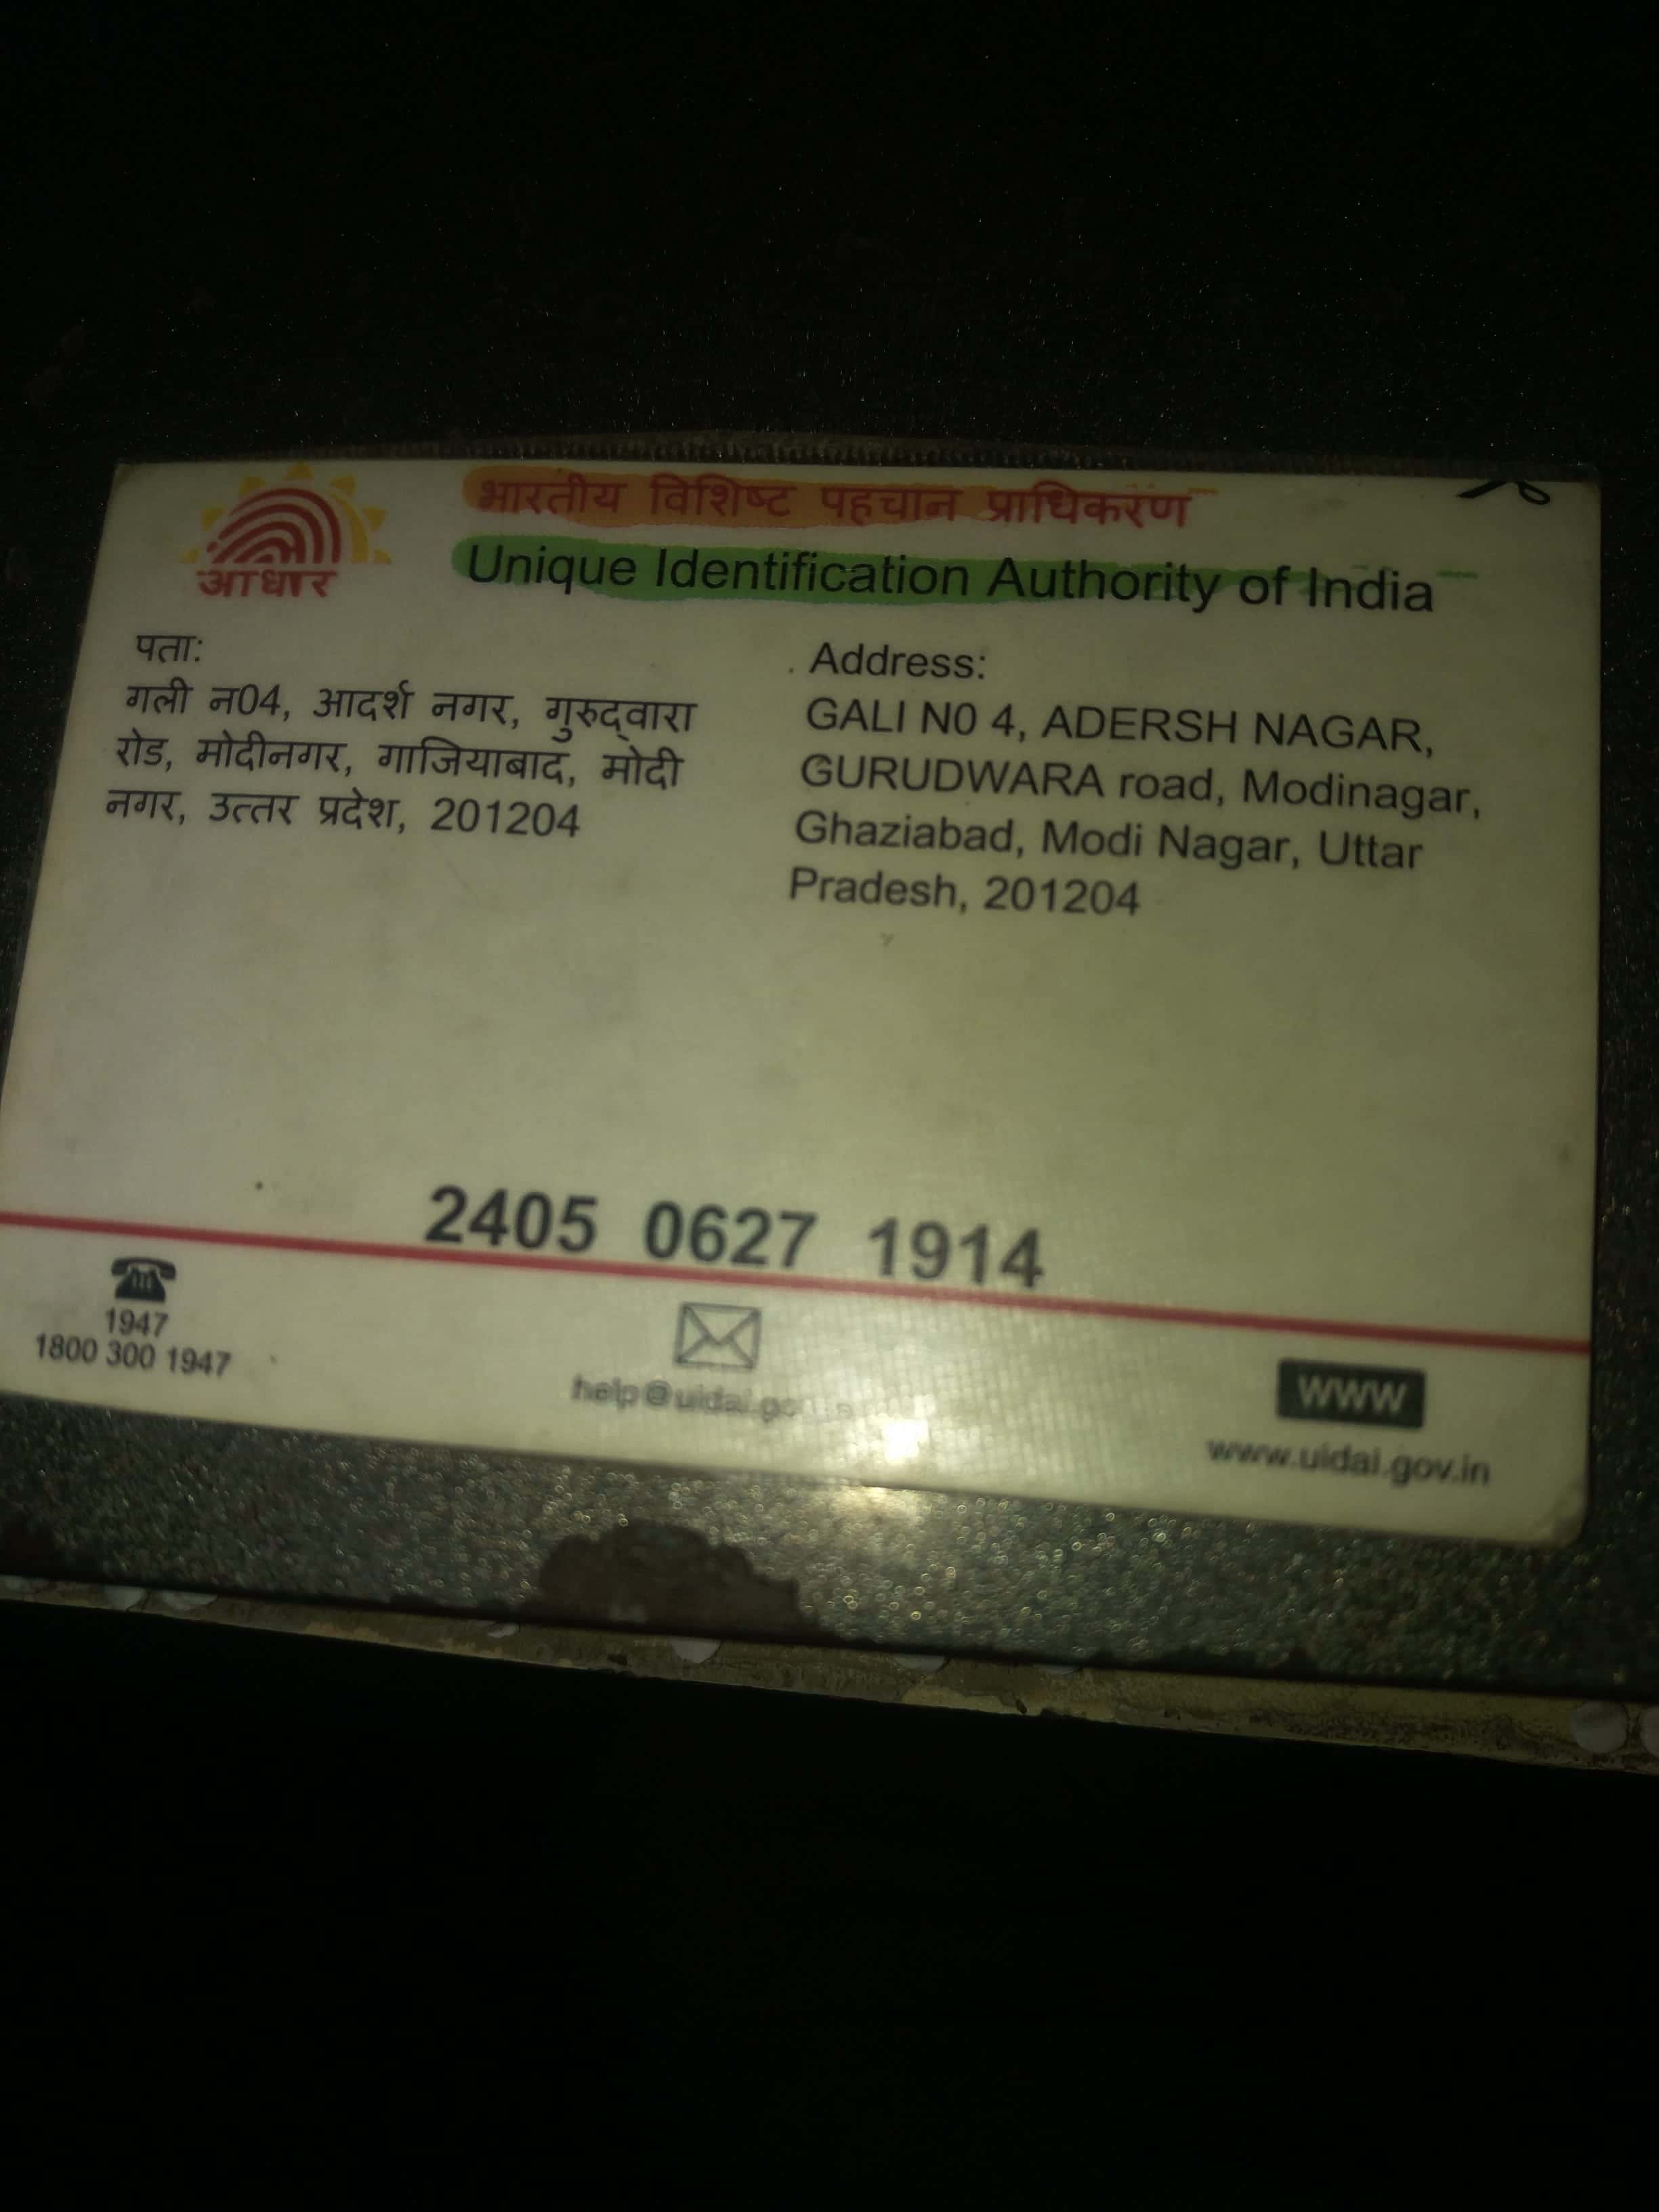 आधार
भारतीय विशिष्ट पहचान प्राधिकरण
Unique Identification Authority of India
पता:
गली न04, आदर्श नगर, गुरुद्वारा
रोड, मोदीनगर, गाजियाबाद, मोदी
नगर, उत्तर प्रदेश, 201204
Address:
GALI N0 4, ADERSH NAGAR,
GURUDWARA road, Modinagar,
Ghaziabad, Modi Nagar, Uttar
Pradesh, 201204
2405 0627 1914
1947
1800 300 1947
help@uidai.gov.in
WWW
www.uidai.gov.in